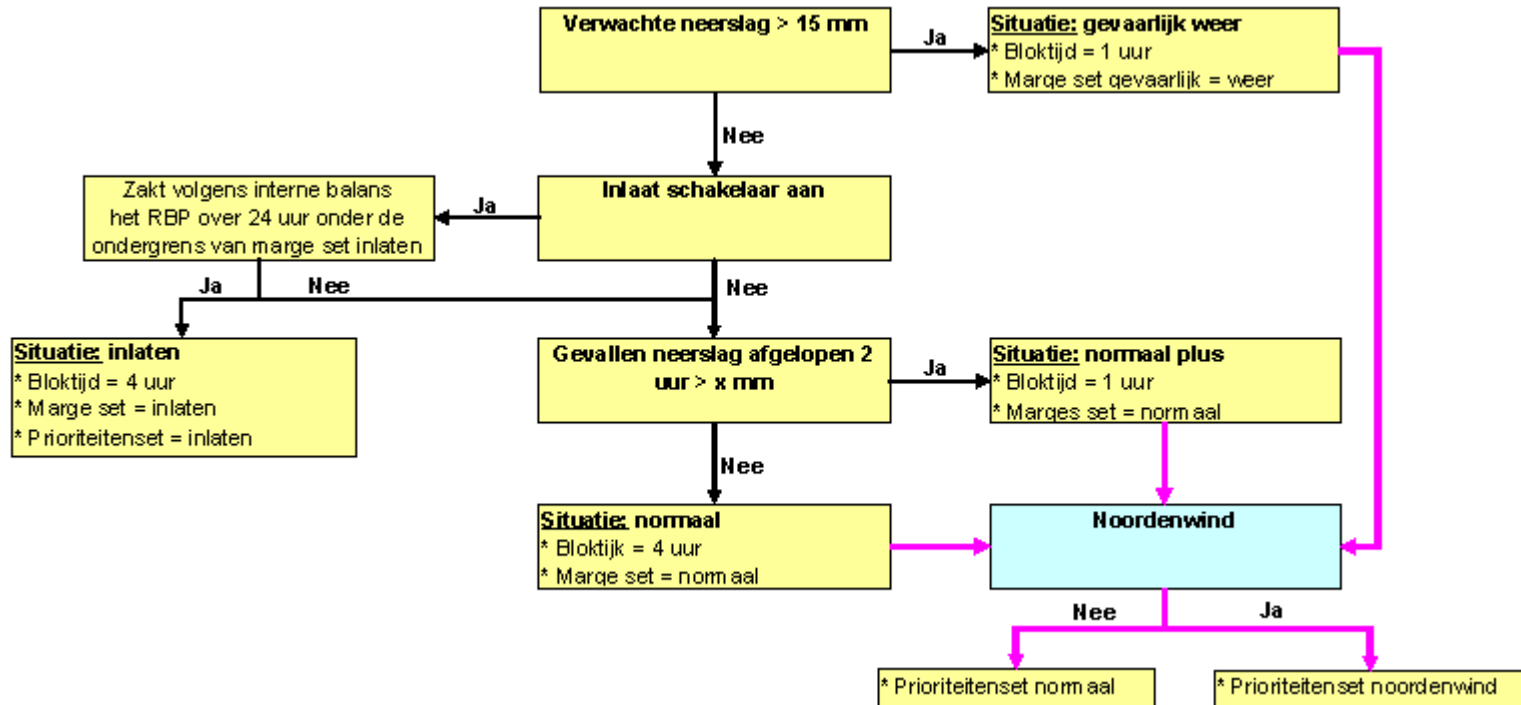 Verwachte neerslag > 15 mm
Ja
Situatie: gevaarlijk weer
* Bloktijd = 1 uur
* Marge set gevaarlijk = weer
Nee
Zakt volgens interne balans
het RBP over 24 uur onder de
ondergrens van marge set inlaten
Ja
Inlaat schakelaar aan
Ja
Nee
Nee
Situatie: inlaten
* Bloktijd = 4 uur
* Marge set = inlaten
* Prioriteitenset = inlaten
Gevallen neerslag afgelopen 2
uur > x mm
Ja
Situatie: normaal plus
* Bloktijd = 1 uur
* Marges set = normaal
Nee
Situatie: normaal
* Bloktijk = 4 uur
* Marge set = normaal
Noordenwind
Nee
Ja
* Prioriteitenset normaal
* Prioriteitenset noordenwind